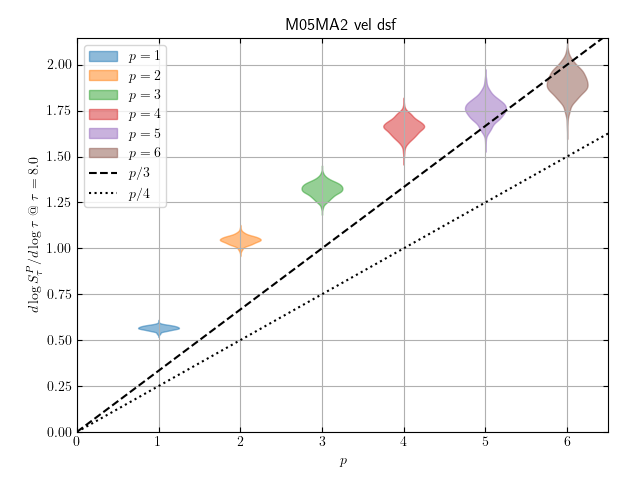 M05MA2 vel dsf
d log S_τ^P / d log τ @ τ = 8.0
2.00
1.75
1.50
1.25
1.00
0.75
0.50
0.25
0.00
p = 1
p = 2
p = 3
p = 4
p = 5
p = 6
p/3
p/4
0 1 2 3 4 5 6
p